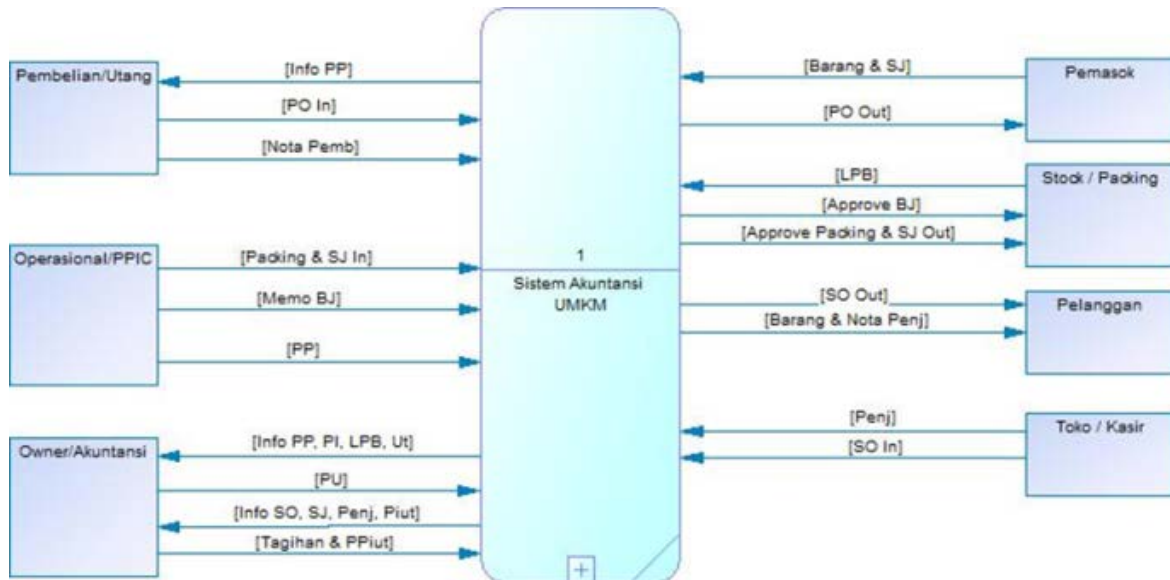 Pembelian/Utang
[Info PP]
[PO In]
[Nota Pemb]
Operasional/PPIC
[Packing & SJ In]
[Memo BJ]
[PP]
Owner/Akuntansi
[Info PP, PI, LPB, Ut]
[PU]
[Info SO, SJ, Penj, Piut]
[Tagihan & PPiut]
1
Sistem Akuntansi
UMKM
[Barang & SJ]
[PO Out]
Pemasok
[LPB]
[Approve BJ]
[Approve Packing & SJ Out]
Stock / Packing
[SO Out]
[Barang & Nota Penj]
Pelanggan
[Penj]
[SO In]
Toko / Kasir